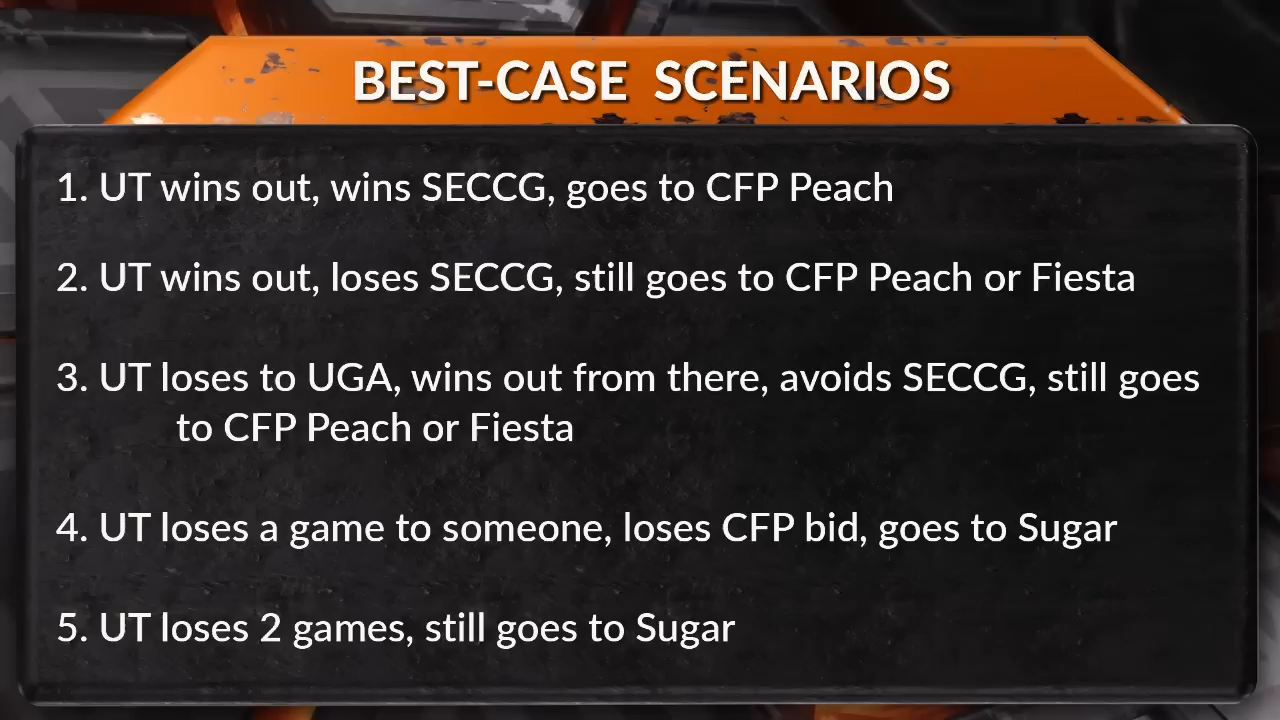 BEST-CASE SCENARIOS
1. UT wins out, wins SECCG, goes to CFP Peach
2. UT wins out, loses SECCG, still goes to CFP Peach or Fiesta
3. UT loses to UGA, wins out from there, avoids SECCG, still goes
to CFP Peach or Fiesta
4. UT loses a game to someone, loses CFP bid, goes to Sugar
5. UT loses 2 games, still goes to Sugar